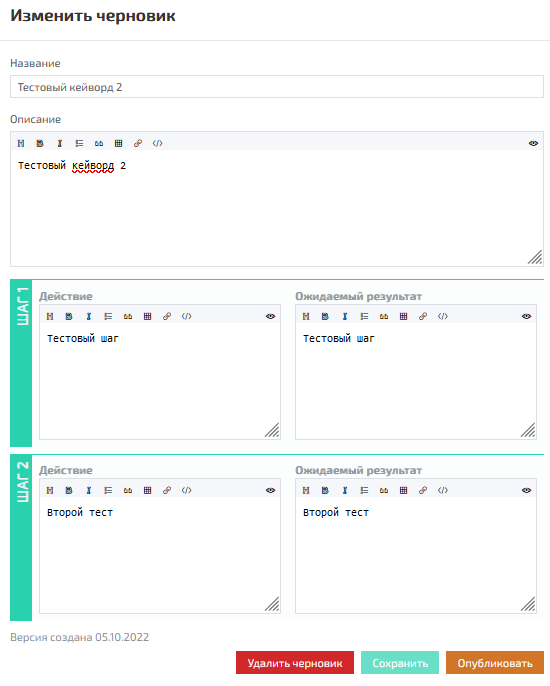 Изменить черновик
Название
Тестовый кейворд 2
Описание
Тестовый кейворд 2
ШАГ 1
Действие
Ожидаемый результат
Тестовый шаг
Тестовый шаг
ШАГ 2
Действие
Ожидаемый результат
Второй тест
Второй тест
Версия создана 05.10.2022
Удалить черновик
Сохранить
Опубликовать